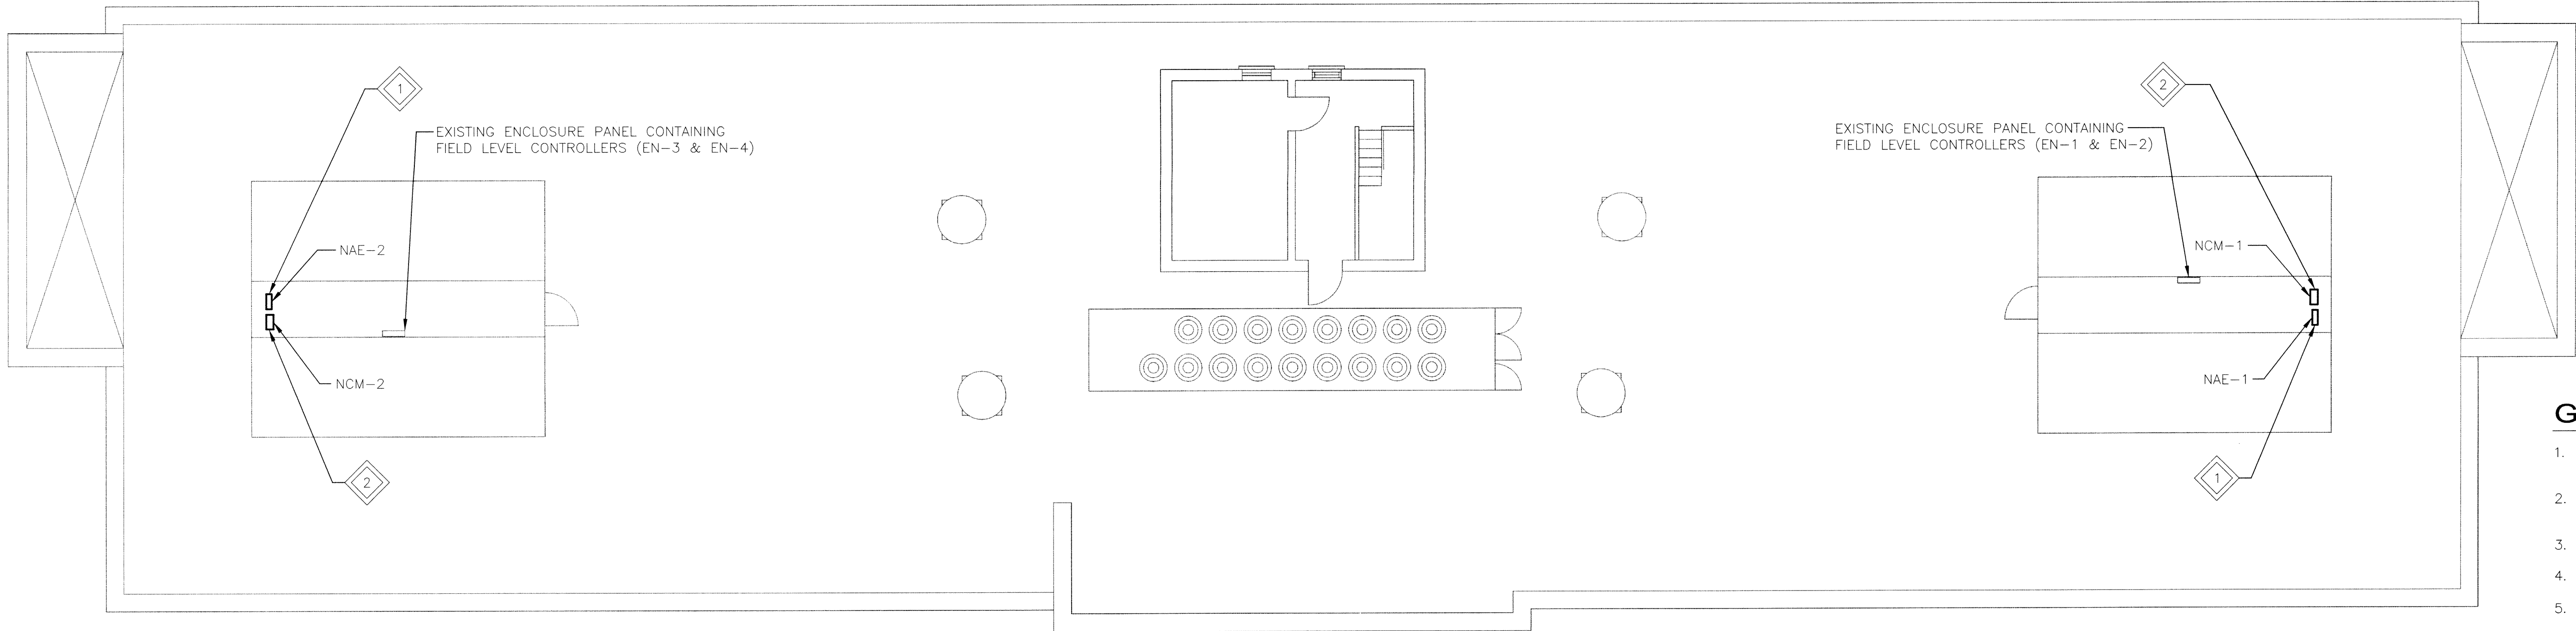 1
EXISTING ENCLOSURE PANEL CONTAINING
FIELD LEVEL CONTROLLERS (EN-3 & EN-4)
NAE-2
NCM-2
2
2
EXISTING ENCLOSURE PANEL CONTAINING
FIELD LEVEL CONTROLLERS (EN-1 & EN-2)
NCM-1
NAE-1
1
G
1.
2.
3.
4.
5.